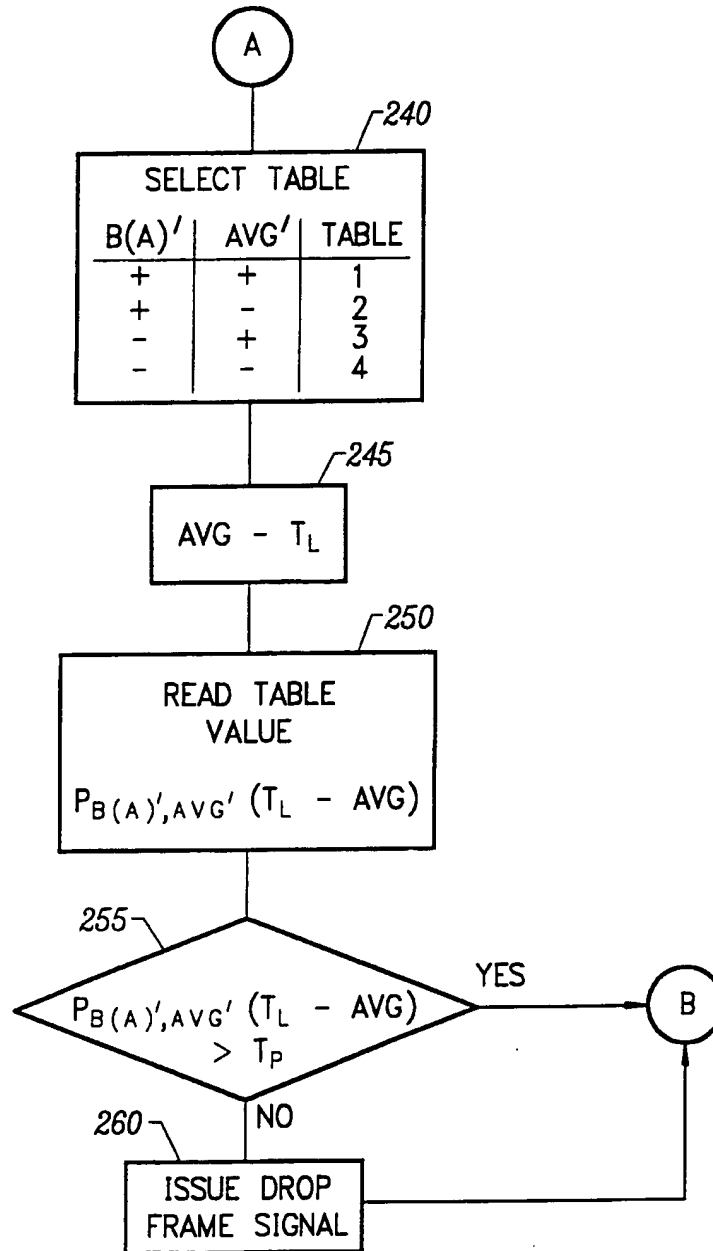 A
240
SELECT TABLE
B(A)' AVG' TABLE
+ + 1
+ - 2
- + 3
- - 4
245
AVG - T_L
250
READ TABLE
VALUE
P_B(A)',AVG' (T_L - AVG)
255
P_B(A)',AVG' (T_L - AVG)
> T_P
YES
B
NO
260
ISSUE DROP
FRAME SIGNAL